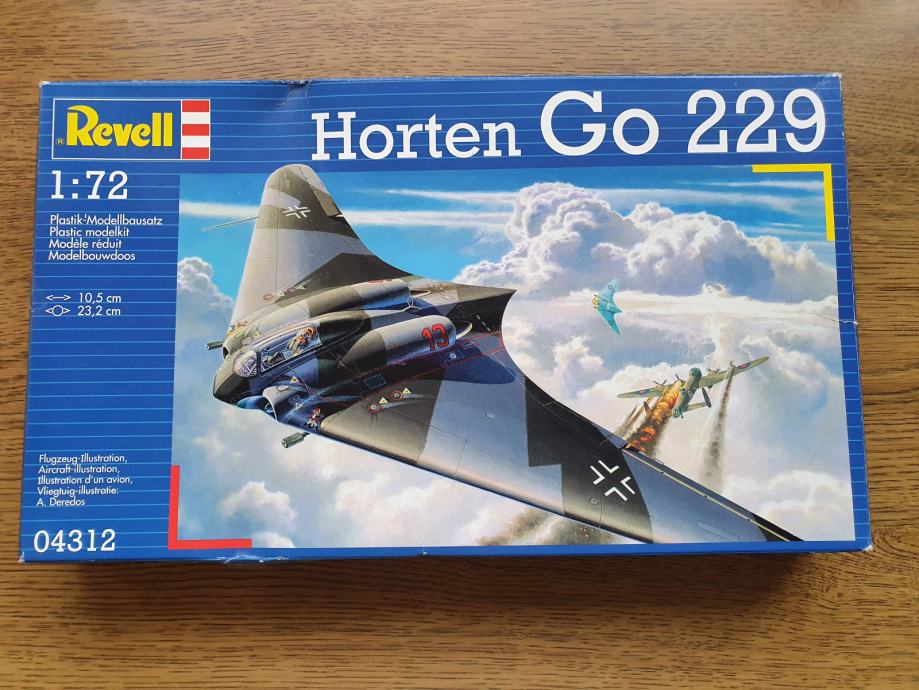 ® Revell
Horten Go 229
1:72
Plastik-Modellbausatz
Plastic modelkit
Modèle réduit
Modelbouwdoos
10,5 cm
23,2 cm
13
Flugzeug-Illustration,
Aircraft-illustration,
Illustration d'un avion,
Vliegtuig-illustratie:
A. Deredos
04312